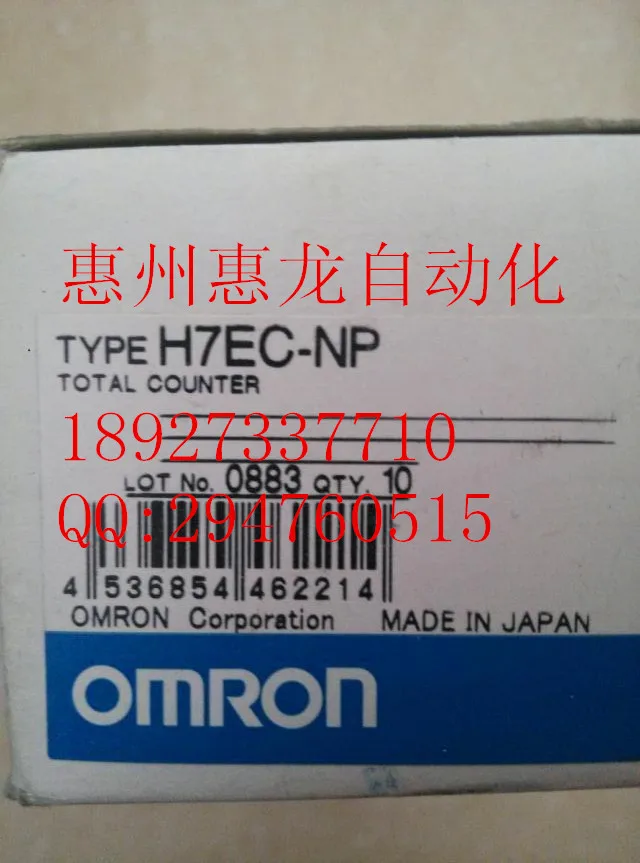 惠州惠龙自动化
TYPE H7EC-NP
TOTAL COUNTER
18927337710
LOT No. 0883 QTY. 10
QQ:294760515
4 536854 462214
OMRON Corporation MADE IN JAPAN
OMRON